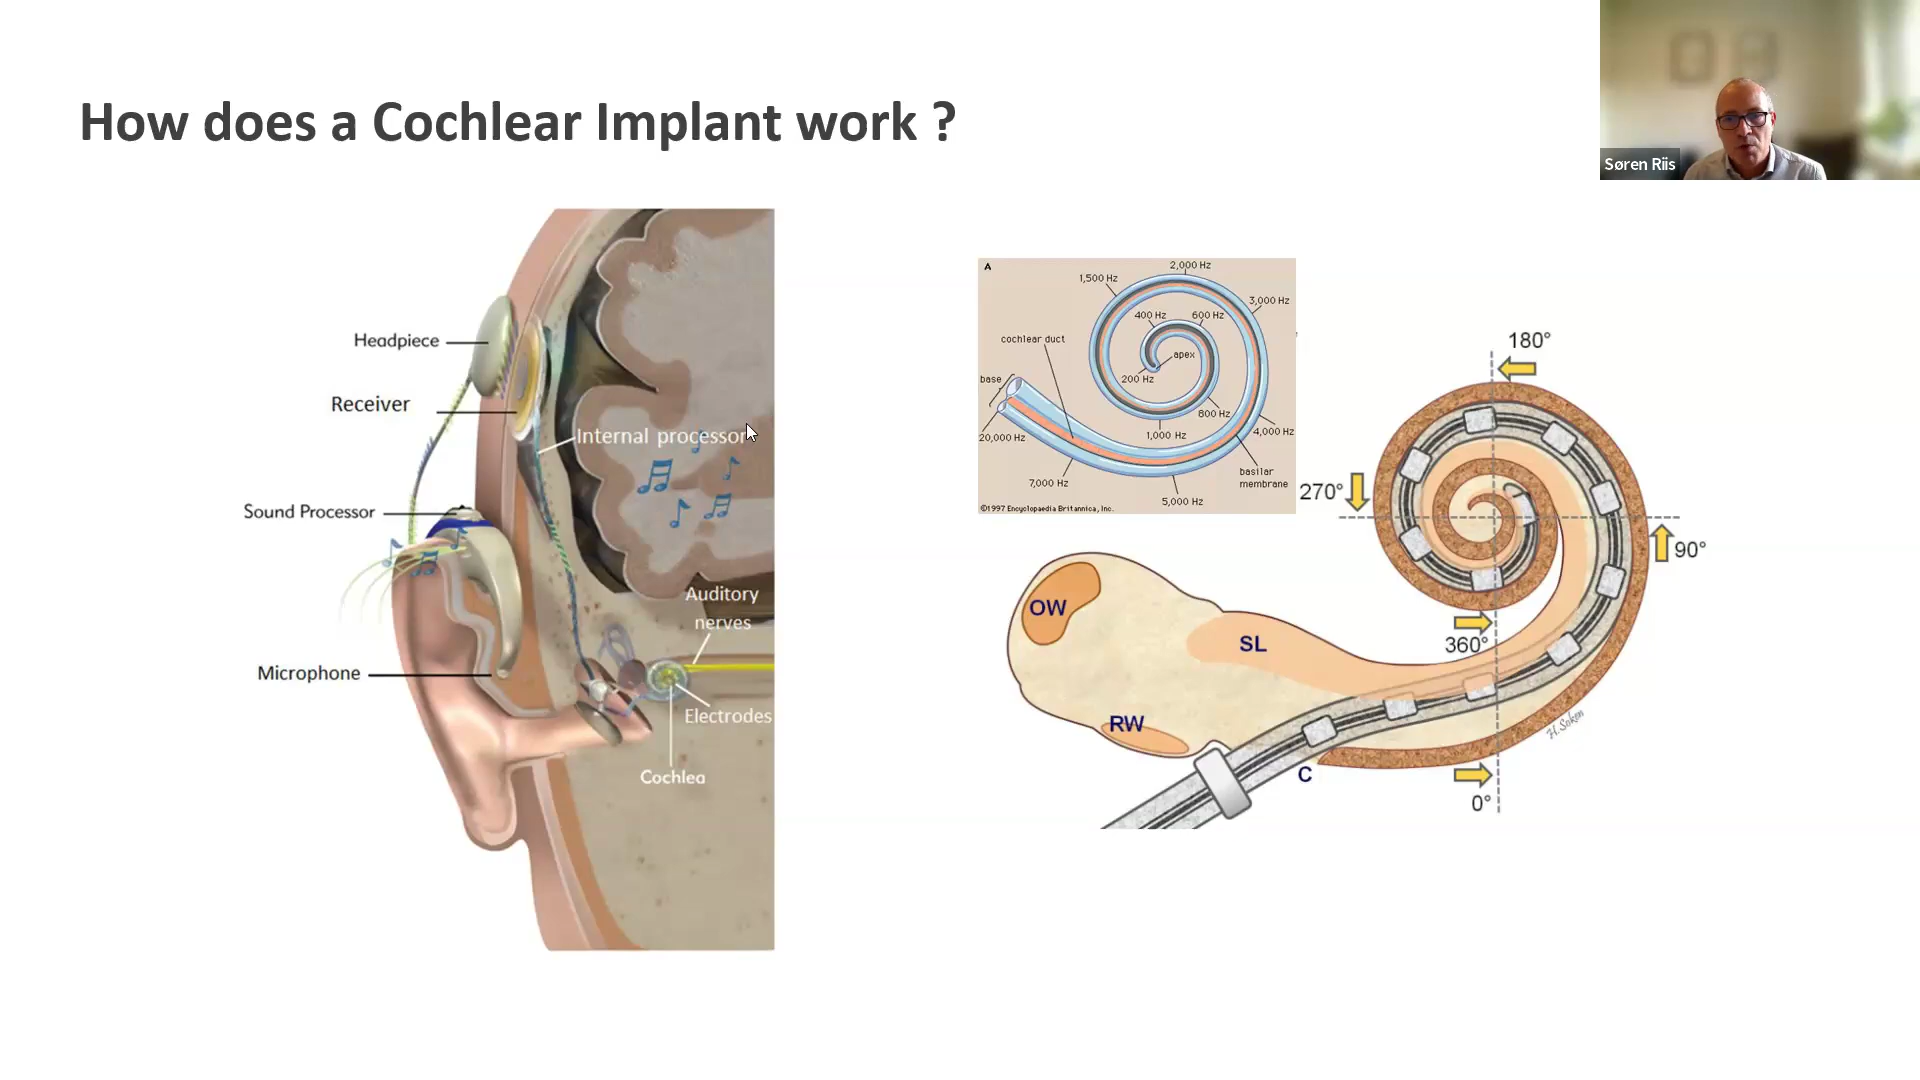 How does a Cochlear Implant work ?
Søren Riis
Headpiece
Receiver
Internal processor
Sound Processor
Auditory
nerves
Microphone
Electrodes
Cochlea
A
2,000 Hz
1,500 Hz
3,000 Hz
400 Hz
600 Hz
cochlear duct
apex
base
200 Hz
800 Hz
20,000 Hz
1,000 Hz
4,000 Hz
basilar
membrane
7,000 Hz
5,000 Hz
©1997 Encyclopaedia Britannica, Inc.
180°
270°
90°
OW
SL
360°
RW
H. Saken
C
0°